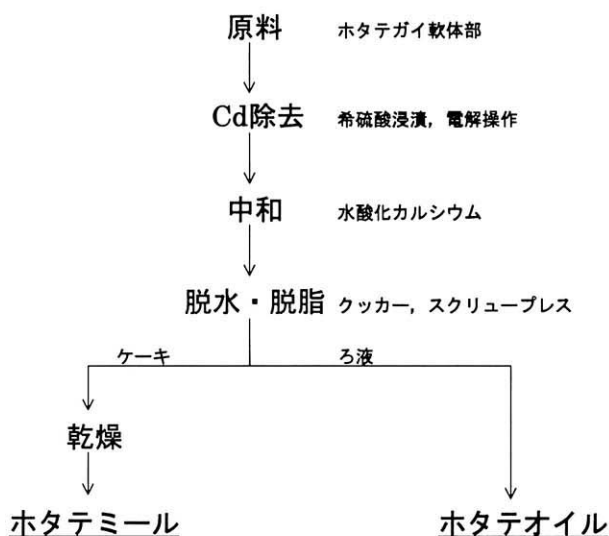 原料 ホタテガイ軟体部
Cd除去 希硫酸浸漬，電解操作
中和 水酸化カルシウム
脱水・脱脂 クッカー，スクリュープレス
ケーキ ろ液
乾燥
ホタテミール ホタテオイル